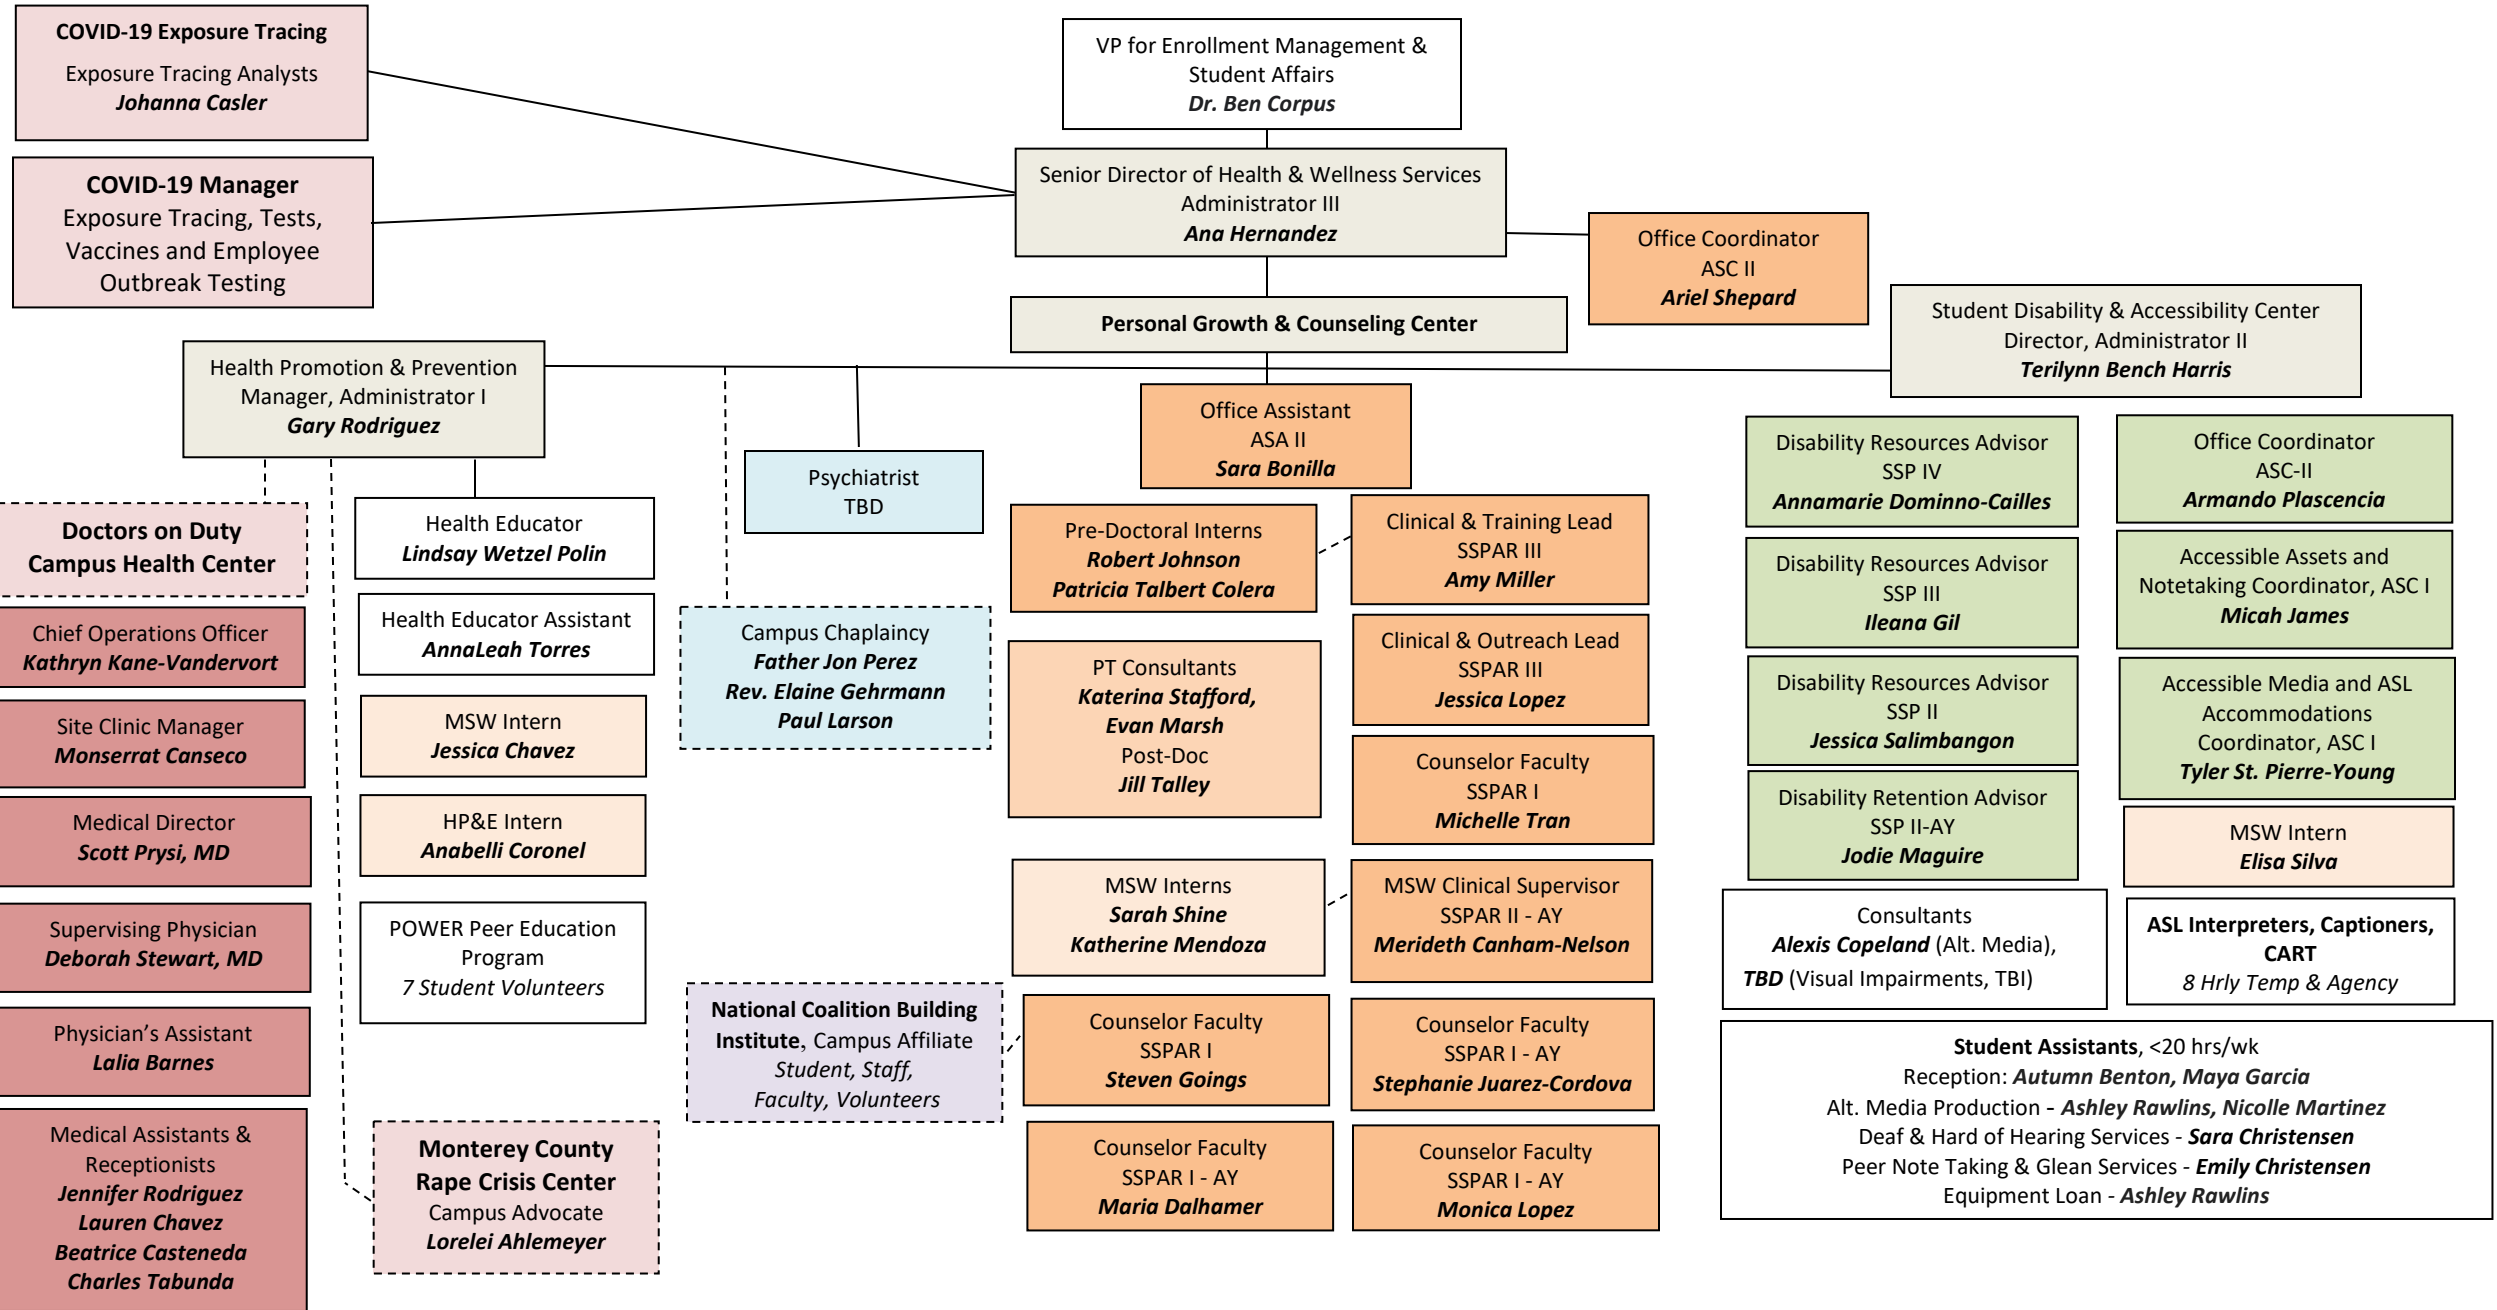 COVID-19 Exposure Tracing
Exposure Tracing Analysts
Johanna Casler
COVID-19 Manager
Exposure Tracing, Tests,
Vaccines and Employee
Outbreak Testing
VP for Enrollment Management &
Student Affairs
Dr. Ben Corpus
Senior Director of Health & Wellness Services
Administrator III
Ana Hernandez
Office Coordinator
ASC II
Ariel Shepard
Personal Growth & Counseling Center
Student Disability & Accessibility Center
Director, Administrator II
Terilynn Bench Harris
Health Promotion & Prevention
Manager, Administrator I
Gary Rodriguez
Doctors on Duty
Campus Health Center
Chief Operations Officer
Kathryn Kane-Vandervort
Site Clinic Manager
Monserrat Canseco
Medical Director
Scott Prysi, MD
Supervising Physician
Deborah Stewart, MD
Physician’s Assistant
Lalia Barnes
Medical Assistants &
Receptionists
Jennifer Rodriguez
Lauren Chavez
Beatrice Casteneda
Charles Tabunda
Health Educator
Lindsay Wetzel Polin
Health Educator Assistant
AnnaLeah Torres
MSW Intern
Jessica Chavez
HP&E Intern
Anabelli Coronel
POWER Peer Education
Program
7 Student Volunteers
Monterey County
Rape Crisis Center
Campus Advocate
Lorelei Ahlemeyer
Psychiatrist
TBD
Campus Chaplaincy
Father Jon Perez
Rev. Elaine Gehrmann
Paul Larson
National Coalition Building
Institute, Campus Affiliate
Student, Staff,
Faculty, Volunteers
Office Assistant
ASA II
Sara Bonilla
Pre-Doctoral Interns
Robert Johnson
Patricia Talbert Colera
PT Consultants
Katerina Stafford,
Evan Marsh
Post-Doc
Jill Talley
MSW Interns
Sarah Shine
Katherine Mendoza
Counselor Faculty
SSPAR I
Steven Goings
Counselor Faculty
SSPAR I - AY
Maria Dalhamer
Clinical & Training Lead
SSPAR III
Amy Miller
Clinical & Outreach Lead
SSPAR III
Jessica Lopez
Counselor Faculty
SSPAR I
Michelle Tran
MSW Clinical Supervisor
SSPAR II - AY
Merideth Canham-Nelson
Counselor Faculty
SSPAR I - AY
Stephanie Juarez-Cordova
Counselor Faculty
SSPAR I - AY
Monica Lopez
Disability Resources Advisor
SSP IV
Annamarie Dominno-Cailles
Disability Resources Advisor
SSP III
Ileana Gil
Disability Resources Advisor
SSP II
Jessica Salimbangon
Disability Retention Advisor
SSP II-AY
Jodie Maguire
Consultants
Alexis Copeland (Alt. Media),
TBD (Visual Impairments, TBI)
Office Coordinator
ASC-II
Armando Plascencia
Accessible Assets and
Notetaking Coordinator, ASC I
Micah James
Accessible Media and ASL
Accommodations
Coordinator, ASC I
Tyler St. Pierre-Young
MSW Intern
Elisa Silva
ASL Interpreters, Captioners,
CART
8 Hrly Temp & Agency
Student Assistants, <20 hrs/wk
Reception: Autumn Benton, Maya Garcia
Alt. Media Production - Ashley Rawlins, Nicolle Martinez
Deaf & Hard of Hearing Services - Sara Christensen
Peer Note Taking & Glean Services - Emily Christensen
Equipment Loan - Ashley Rawlins